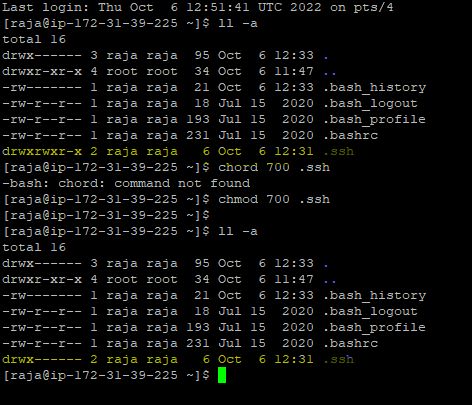 Last login: Thu Oct  6 12:51:41 UTC 2022 on pts/4
[raja@ip-172-31-39-225 ~]$ ll -a
total 16
drwx------ 3 raja raja  95 Oct  6 12:33 .
drwxr-xr-x 4 root root  34 Oct  6 11:47 ..
-rw------- 1 raja raja  21 Oct  6 12:33 .bash_history
-rw-r--r-- 1 raja raja  18 Jul 15  2020 .bash_logout
-rw-r--r-- 1 raja raja 193 Jul 15  2020 .bash_profile
-rw-r--r-- 1 raja raja 231 Jul 15  2020 .bashrc
drwxrwxr-x 2 raja raja   6 Oct  6 12:31 .ssh
[raja@ip-172-31-39-225 ~]$ chord 700 .ssh
-bash: chord: command not found
[raja@ip-172-31-39-225 ~]$ chmod 700 .ssh
[raja@ip-172-31-39-225 ~]$
[raja@ip-172-31-39-225 ~]$ ll -a
total 16
drwx------ 3 raja raja  95 Oct  6 12:33 .
drwxr-xr-x 4 root root  34 Oct  6 11:47 ..
-rw------- 1 raja raja  21 Oct  6 12:33 .bash_history
-rw-r--r-- 1 raja raja  18 Jul 15  2020 .bash_logout
-rw-r--r-- 1 raja raja 193 Jul 15  2020 .bash_profile
-rw-r--r-- 1 raja raja 231 Jul 15  2020 .bashrc
drwx------ 2 raja raja   6 Oct  6 12:31 .ssh
[raja@ip-172-31-39-225 ~]$